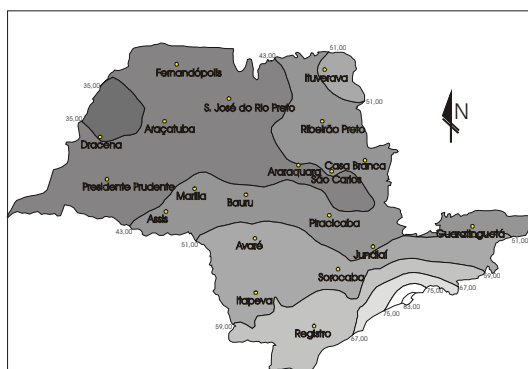 51,00
43,00
Fernandópolis
Ituverava
35,00
S. José do Rio Preto
51,00
35,00
Araçatuba
Ribeirão Preto
Dracena
Araraquara
Casa Branca
São Carlos
Presidente Prudente
Marília
Bauru
Assis
Piracicaba
43,00
Guaratinguetá
51,00
51,00
Avaré
Jundiaí
Sorocaba
59,00
67,00
Itapeva
75,00
83,00
75,00
59,00
Registro
67,00
N